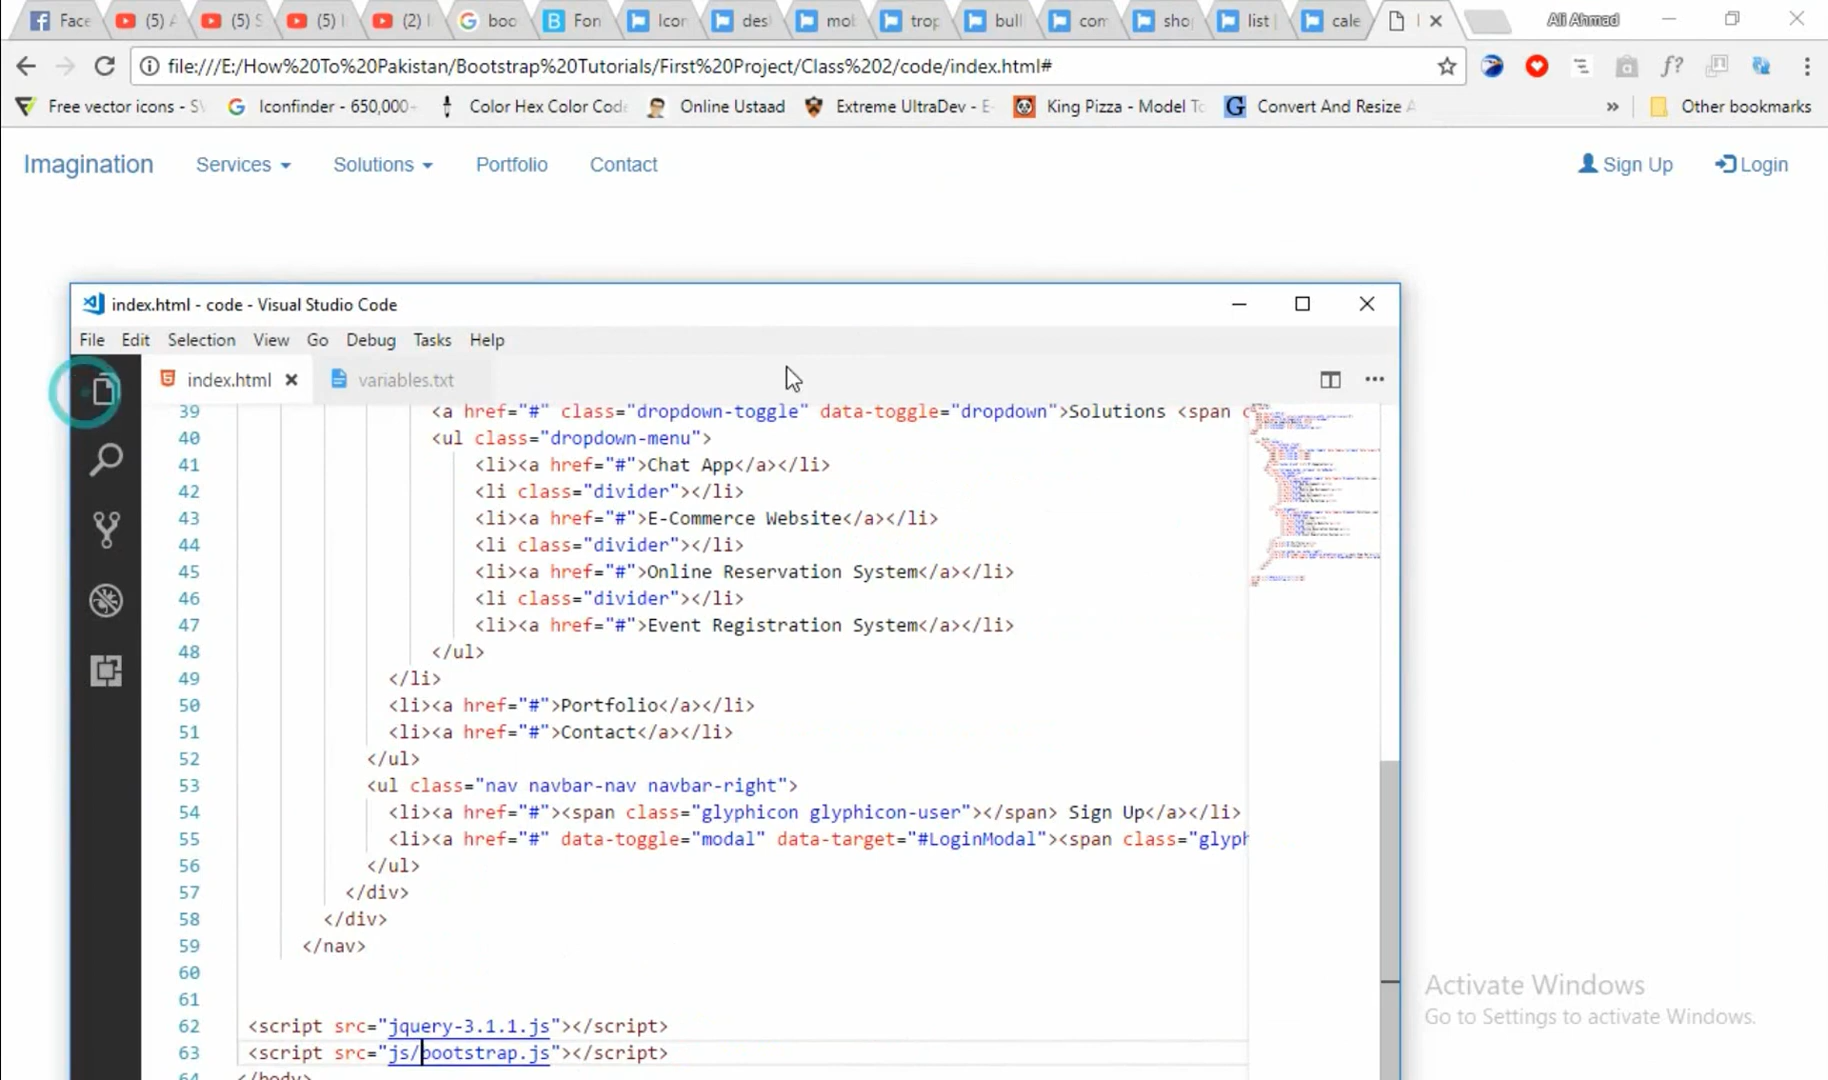 Face
(5) A
(5) S
(5) I
(2) I
boo
Fon
Icon
des
mob
trop
bull
com
sho
list |
cale
Ali Ahmad
file:///E:/How%20To%20Pakistan/Bootstrap%20Tutorials/First%20Project/Class%202/code/index.html#
f?
Free vector icons - SV
Iconfinder - 650,000+
Color Hex Color Code
Online Ustaad
Extreme UltraDev - E-
King Pizza - Model To
Convert And Resize A
»
Other bookmarks
Imagination
Services
Solutions
Portfolio
Contact
Sign Up
Login
index.html - code - Visual Studio Code
File Edit Selection View Go Debug Tasks Help
index.html
variables.txt
39 <a href="#" class="dropdown-toggle" data-toggle="dropdown">Solutions <span c
40 <ul class="dropdown-menu">
41 <li><a href="#">Chat App</a></li>
42 <li class="divider"></li>
43 <li><a href="#">E-Commerce Website</a></li>
44 <li class="divider"></li>
45 <li><a href="#">Online Reservation System</a></li>
46 <li class="divider"></li>
47 <li><a href="#">Event Registration System</a></li>
48 </ul>
49 </li>
50 <li><a href="#">Portfolio</a></li>
51 <li><a href="#">Contact</a></li>
52 </ul>
53 <ul class="nav navbar-nav navbar-right">
54 <li><a href="#"><span class="glyphicon glyphicon-user"></span> Sign Up</a></li>
55 <li><a href="#" data-toggle="modal" data-target="#LoginModal"><span class="glyph
56 </ul>
57 </div>
58 </div>
59 </nav>
60
61
62 <script src="jquery-3.1.1.js"></script>
63 <script src="js/bootstrap.js"></script>
64 </body>
Activate Windows
Go to Settings to activate Windows.